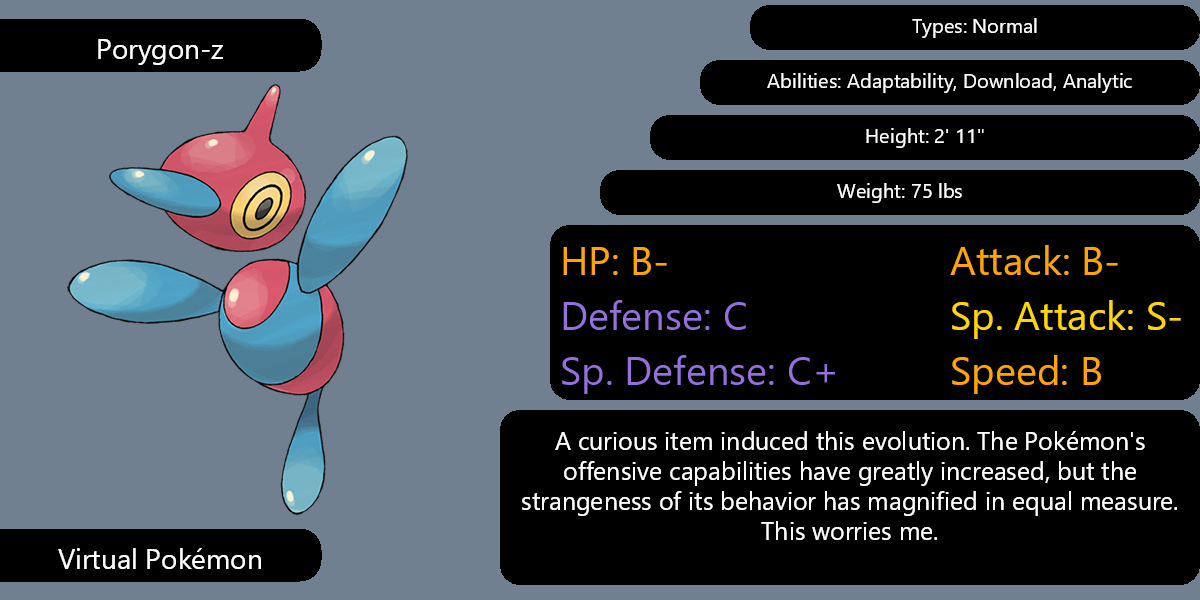 Porygon-z
Types: Normal
Abilities: Adaptability, Download, Analytic
Height: 2' 11"
Weight: 75 lbs
HP: B-
Attack: B-
Defense: C
Sp. Attack: S-
Sp. Defense: C+
Speed: B
A curious item induced this evolution. The Pokémon's
offensive capabilities have greatly increased, but the
strangeness of its behavior has magnified in equal measure.
This worries me.
Virtual Pokémon